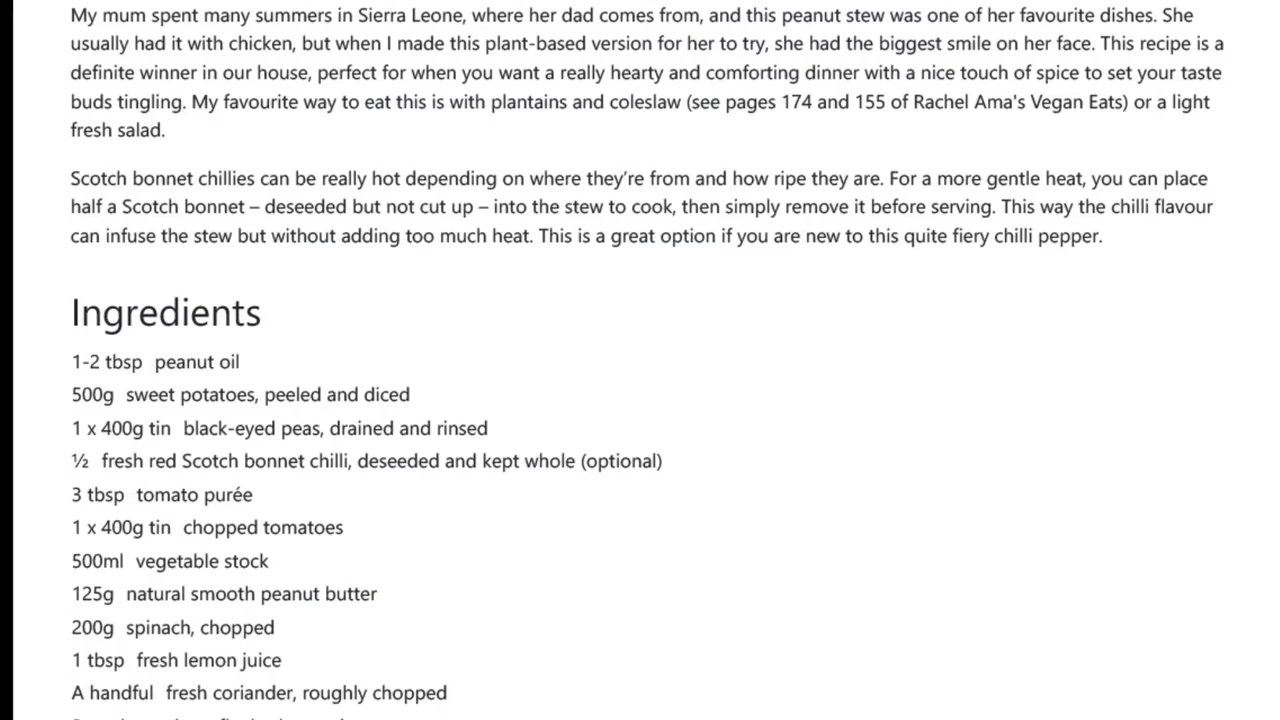 My mum spent many summers in Sierra Leone, where her dad comes from, and this peanut stew was one of her favourite dishes. She
usually had it with chicken, but when I made this plant-based version for her to try, she had the biggest smile on her face. This recipe is a
definite winner in our house, perfect for when you want a really hearty and comforting dinner with a nice touch of spice to set your taste
buds tingling. My favourite way to eat this is with plantains and coleslaw (see pages 174 and 155 of Rachel Ama's Vegan Eats) or a light
fresh salad.
Scotch bonnet chillies can be really hot depending on where they’re from and how ripe they are. For a more gentle heat, you can place
half a Scotch bonnet – deseeded but not cut up – into the stew to cook, then simply remove it before serving. This way the chilli flavour
can infuse the stew but without adding too much heat. This is a great option if you are new to this quite fiery chilli pepper.
Ingredients
1-2 tbsp peanut oil
500g sweet potatoes, peeled and diced
1 x 400g tin black-eyed peas, drained and rinsed
½ fresh red Scotch bonnet chilli, deseeded and kept whole (optional)
3 tbsp tomato purée
1 x 400g tin chopped tomatoes
500ml vegetable stock
125g natural smooth peanut butter
200g spinach, chopped
1 tbsp fresh lemon juice
A handful fresh coriander, roughly chopped